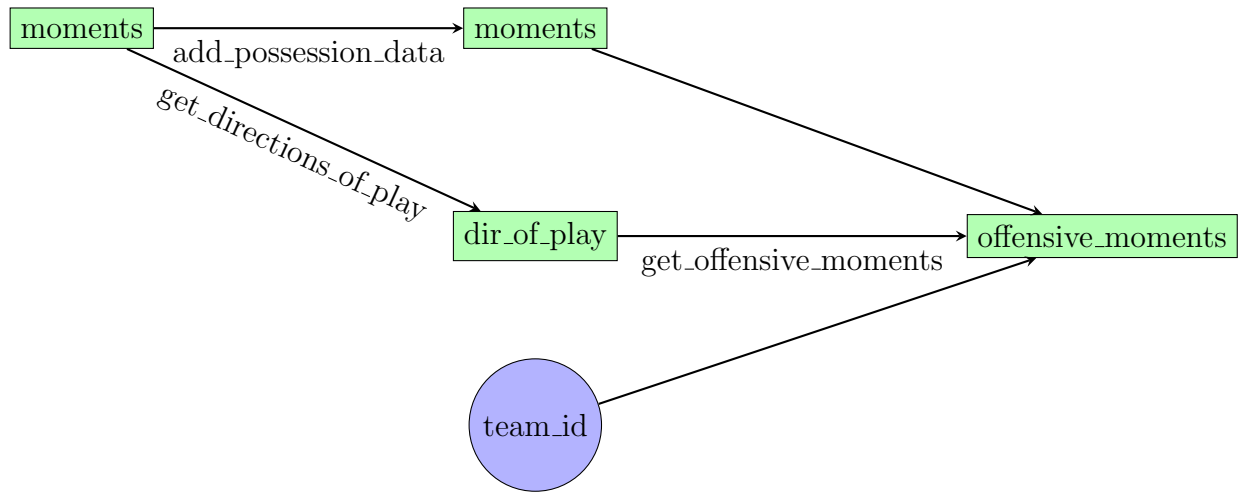 moments
add_possession_data
moments
get_directions_of_play
dir_of_play
get_offensive_moments
offensive_moments
team_id